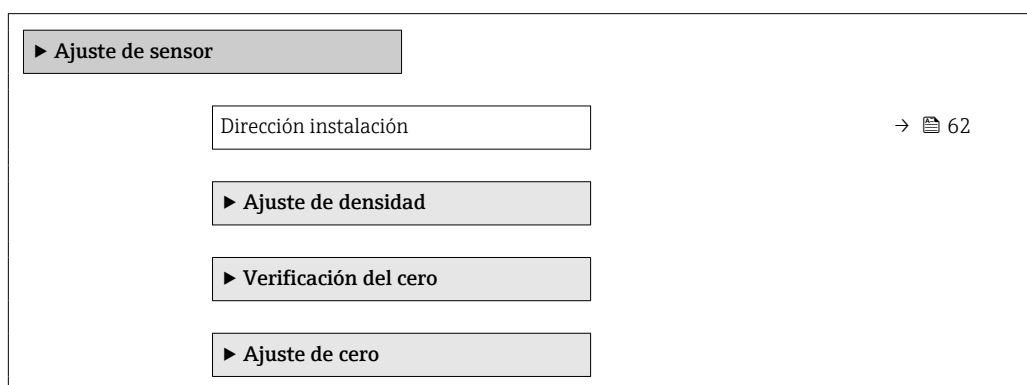 ▶ Ajuste de sensor
Dirección instalación → 62
▶ Ajuste de densidad
▶ Verificación del cero
▶ Ajuste de cero